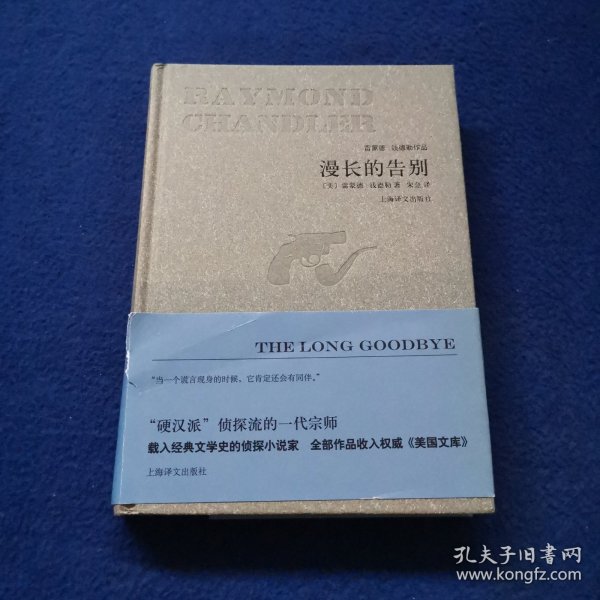 RAYMOND
CHANDLER
雷蒙德·钱德勒作品
漫长的告别
〔美〕雷蒙德·钱德勒 著 宋佥 译
上海译文出版社
THE LONG GOODBYE
“当一个谎言现身的时候，它肯定还会有同伴。”
“硬汉派”侦探流的一代宗师
载入经典文学史的侦探小说家 全部作品收入权威《美国文库》
上海译文出版社
孔夫子旧书网
www.kongfz.com